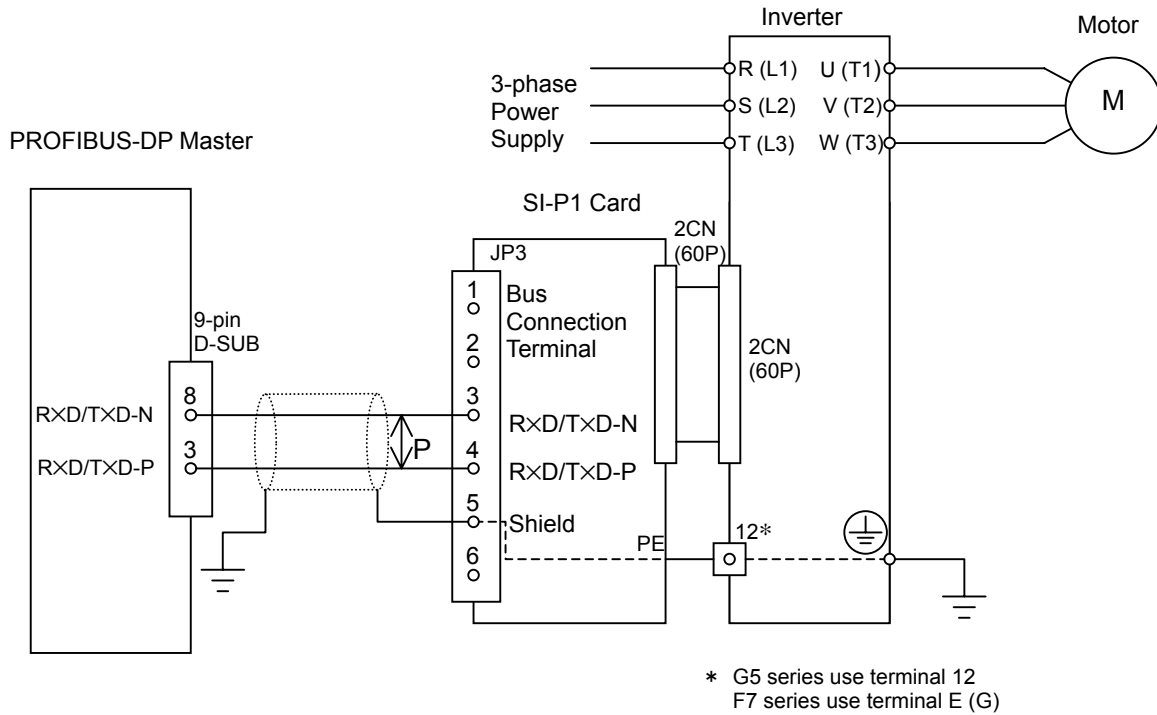 Inverter
Motor
3-phase
Power
Supply
R (L1)
U (T1)
S (L2)
V (T2)
T (L3)
W (T3)
M
PROFIBUS-DP Master
SI-P1 Card
JP3
2CN
(60P)
1
Bus
Connection
Terminal
2
9-pin
D-SUB
2CN
(60P)
R×D/T×D-N
8
3
R×D/T×D-N
P
R×D/T×D-P
3
4
R×D/T×D-P
5
Shield
6
PE
12*
* G5 series use terminal 12
F7 series use terminal E (G)